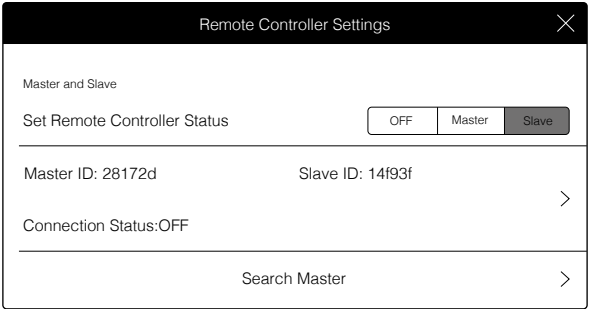 Remote Controller Settings
Master and Slave
Set Remote Controller Status OFF Master Slave
Master ID: 28172d Slave ID: 14f93f
Connection Status:OFF
Search Master